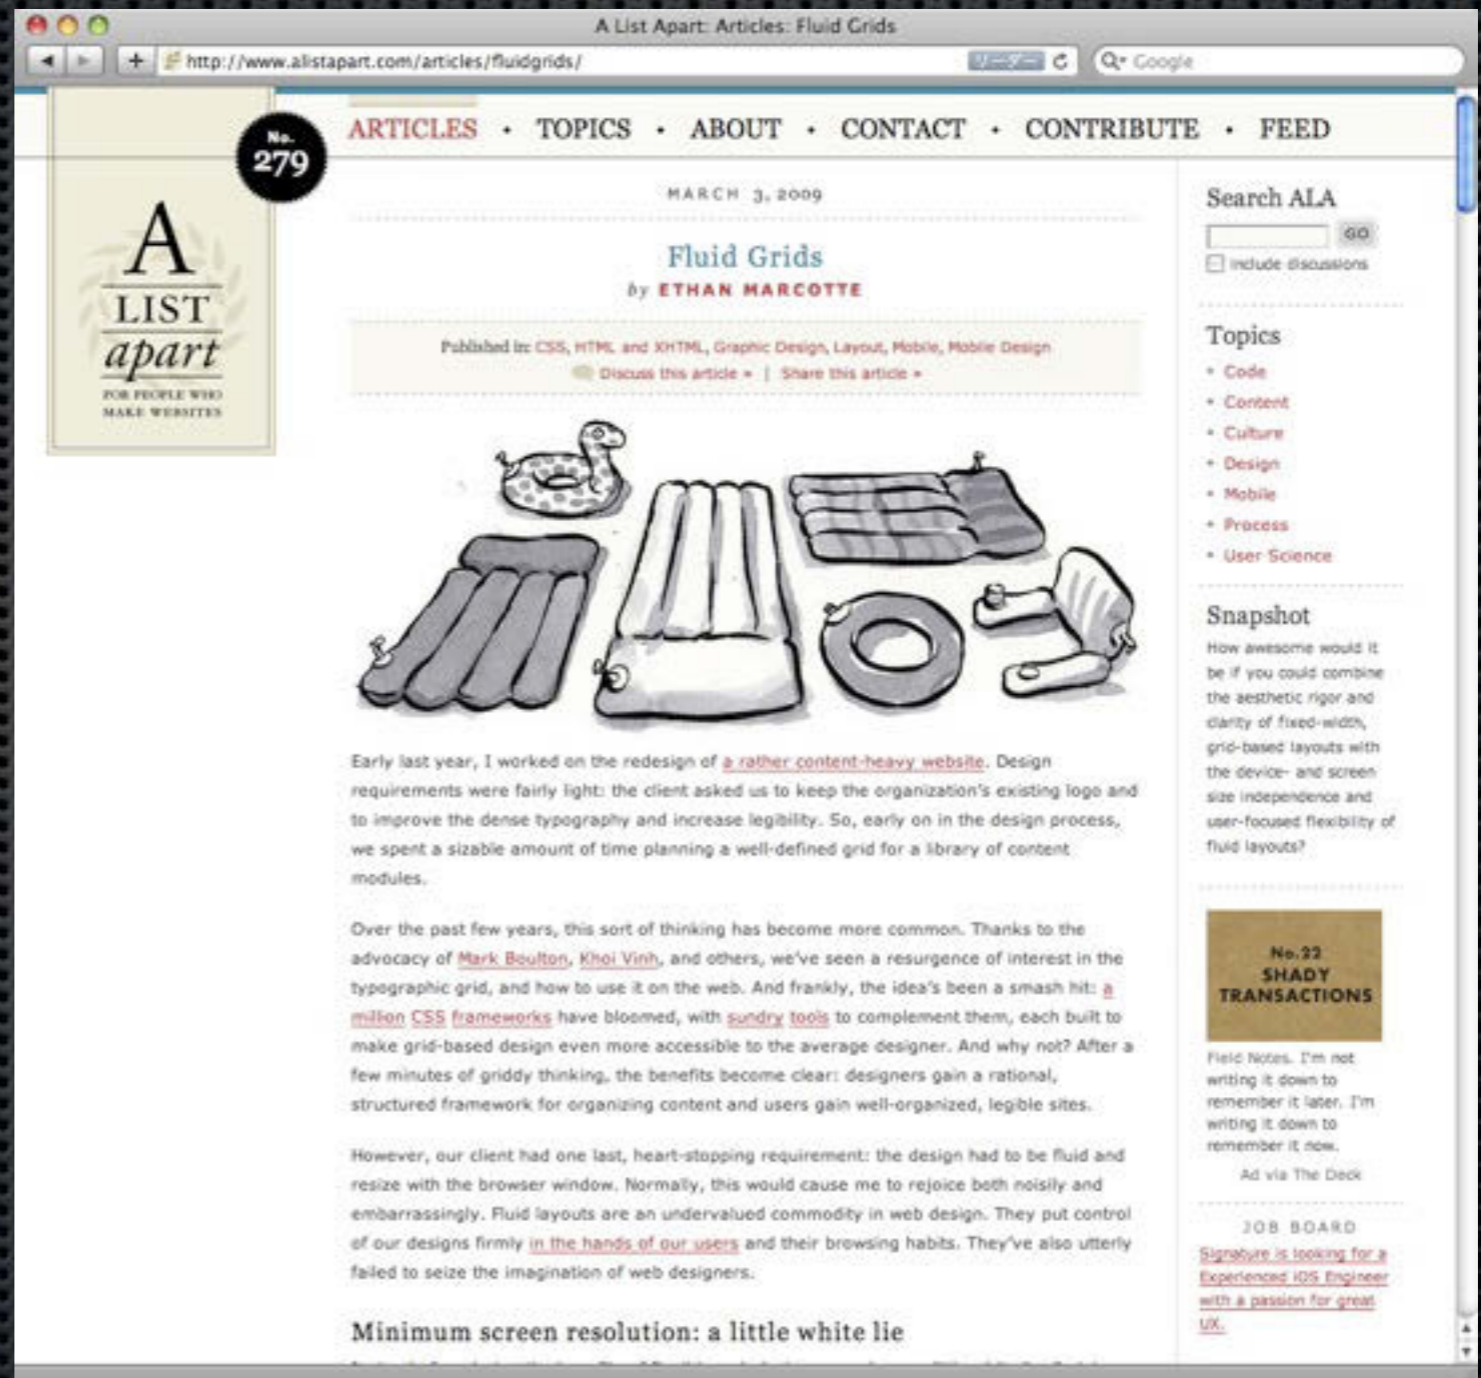 A List Apart: Articles: Fluid Grids
http://www.alistapart.com/articles/fluidgrids/
リーダー
Google
No.
279
A
LIST
apart
FOR PEOPLE WHO
MAKE WEBSITES
ARTICLES • TOPICS • ABOUT • CONTACT • CONTRIBUTE • FEED
MARCH 3, 2009
Fluid Grids
by ETHAN MARCOTTE
Published in: CSS, HTML and XHTML, Graphic Design, Layout, Mobile, Mobile Design
Discuss this article » | Share this article »
Early last year, I worked on the redesign of a rather content-heavy website. Design
requirements were fairly light: the client asked us to keep the organization's existing logo and
to improve the dense typography and increase legibility. So, early on in the design process,
we spent a sizable amount of time planning a well-defined grid for a library of content
modules.
Over the past few years, this sort of thinking has become more common. Thanks to the
advocacy of Mark Boulton, Khoi Vinh, and others, we've seen a resurgence of interest in the
typographic grid, and how to use it on the web. And frankly, the idea's been a smash hit: a
million CSS frameworks have bloomed, with sundry tools to complement them, each built to
make grid-based design even more accessible to the average designer. And why not? After a
few minutes of griddy thinking, the benefits become clear: designers gain a rational,
structured framework for organizing content and users gain well-organized, legible sites.
However, our client had one last, heart-stopping requirement: the design had to be fluid and
resize with the browser window. Normally, this would cause me to rejoice both noisily and
embarrassingly. Fluid layouts are an undervalued commodity in web design. They put control
of our designs firmly in the hands of our users and their browsing habits. They've also utterly
failed to seize the imagination of web designers.
Minimum screen resolution: a little white lie
Search ALA
GO
include discussions
Topics
• Code
• Content
• Culture
• Design
• Mobile
• Process
• User Science
Snapshot
How awesome would it
be if you could combine
the aesthetic rigor and
clarity of fixed-width,
grid-based layouts with
the device- and screen
size independence and
user-focused flexibility of
fluid layouts?
No.22
SHADY
TRANSACTIONS
Field Notes. I'm not
writing it down to
remember it later. I'm
writing it down to
remember it now.
Ad via The Deck
JOB BOARD
Signature is looking for a
Experienced iOS Engineer
with a passion for great
UX.